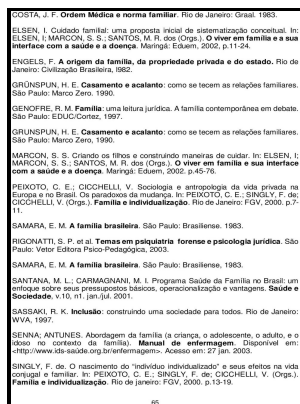 COSTA, J. F. Ordem Médica e norma familiar. Rio de Janeiro: Graal. 1983.
ELSEN, I. Cuidado familial: uma proposta inicial de sistematização conceitual. In:
ELSEN, I; MARCON, S. S.; SANTOS, M. R. dos (Orgs.). O viver em família e a sua
interface com a saúde e a doença. Maringá: Eduem, 2002, p.11-24.
ENGELS, F. A origem da família, da propriedade privada e do estado. Rio de
Janeiro: Civilização Brasileira, l982.
GRÜNSPUN, H. E. Casamento e acalanto: como se tecem as relações familiares.
São Paulo: Marco Zero. 1990.
GENOFRE, R. M. Família: uma leitura jurídica. A família contemporânea em debate.
São Paulo: EDUC/Cortez, 1997.
GRUNSPUN, H. E. Casamento e acalanto: como se tecem as relações familiares.
São Paulo: Marco Zero, 1990.
MARCON, S. S. Criando os filhos e construindo maneiras de cuidar. In: ELSEN, I;
MARCON, S. S.; SANTOS, M. R. dos (Orgs.). O viver em família e sua interface
com a saúde e a doença. Maringá: Eduem, 2002. p.45-76.
PEIXOTO, C. E.; CICCHELLI, V. Sociologia e antropologia da vida privada na
Europa e no Brasil. Os paradoxos da mudança. In: PEIXOTO, C. E.; SINGLY, F. de;
CICCHELLI, V. (Orgs.). Família e individualização. Rio de Janeiro: FGV, 2000. p.7-
11.
SAMARA, E. M. A família brasileira. São Paulo: Brasiliense. 1983.
RIGONATTI, S. P. et al. Temas em psiquiatria forense e psicologia jurídica. São
Paulo: Vetor Editora Psico-Pedagógica, 2003.
SAMARA, E. M. A família brasileira. São Paulo: Brasiliense, 1983.
SANTANA, M. L.; CARMAGNANI, M. I. Programa Saúde da Família no Brasil: um
enfoque sobre seus pressupostos básicos, operacionalização e vantagens. Saúde e
Sociedade, v.10, n1. jan./jul. 2001.
SASSAKI, R. K. Inclusão: construindo uma sociedade para todos. Rio de Janeiro:
WVA, 1997.
SENNA; ANTUNES. Abordagem da família (a criança, o adolescente, o adulto, e o
idoso no contexto da família). Manual de enfermagem. Disponível em:
<http://www.ids-saúde.org.br/enfermagem>. Acesso em: 27 jan. 2003.
SINGLY, F. de. O nascimento do "indivíduo individualizado" e seus efeitos na vida
conjugal e familiar. In: PEIXOTO, C. E.; SINGLY, F. de; CICCHELLI, V. (Orgs.).
Família e individualização. Rio de janeiro: FGV, 2000. p.13-19.
65